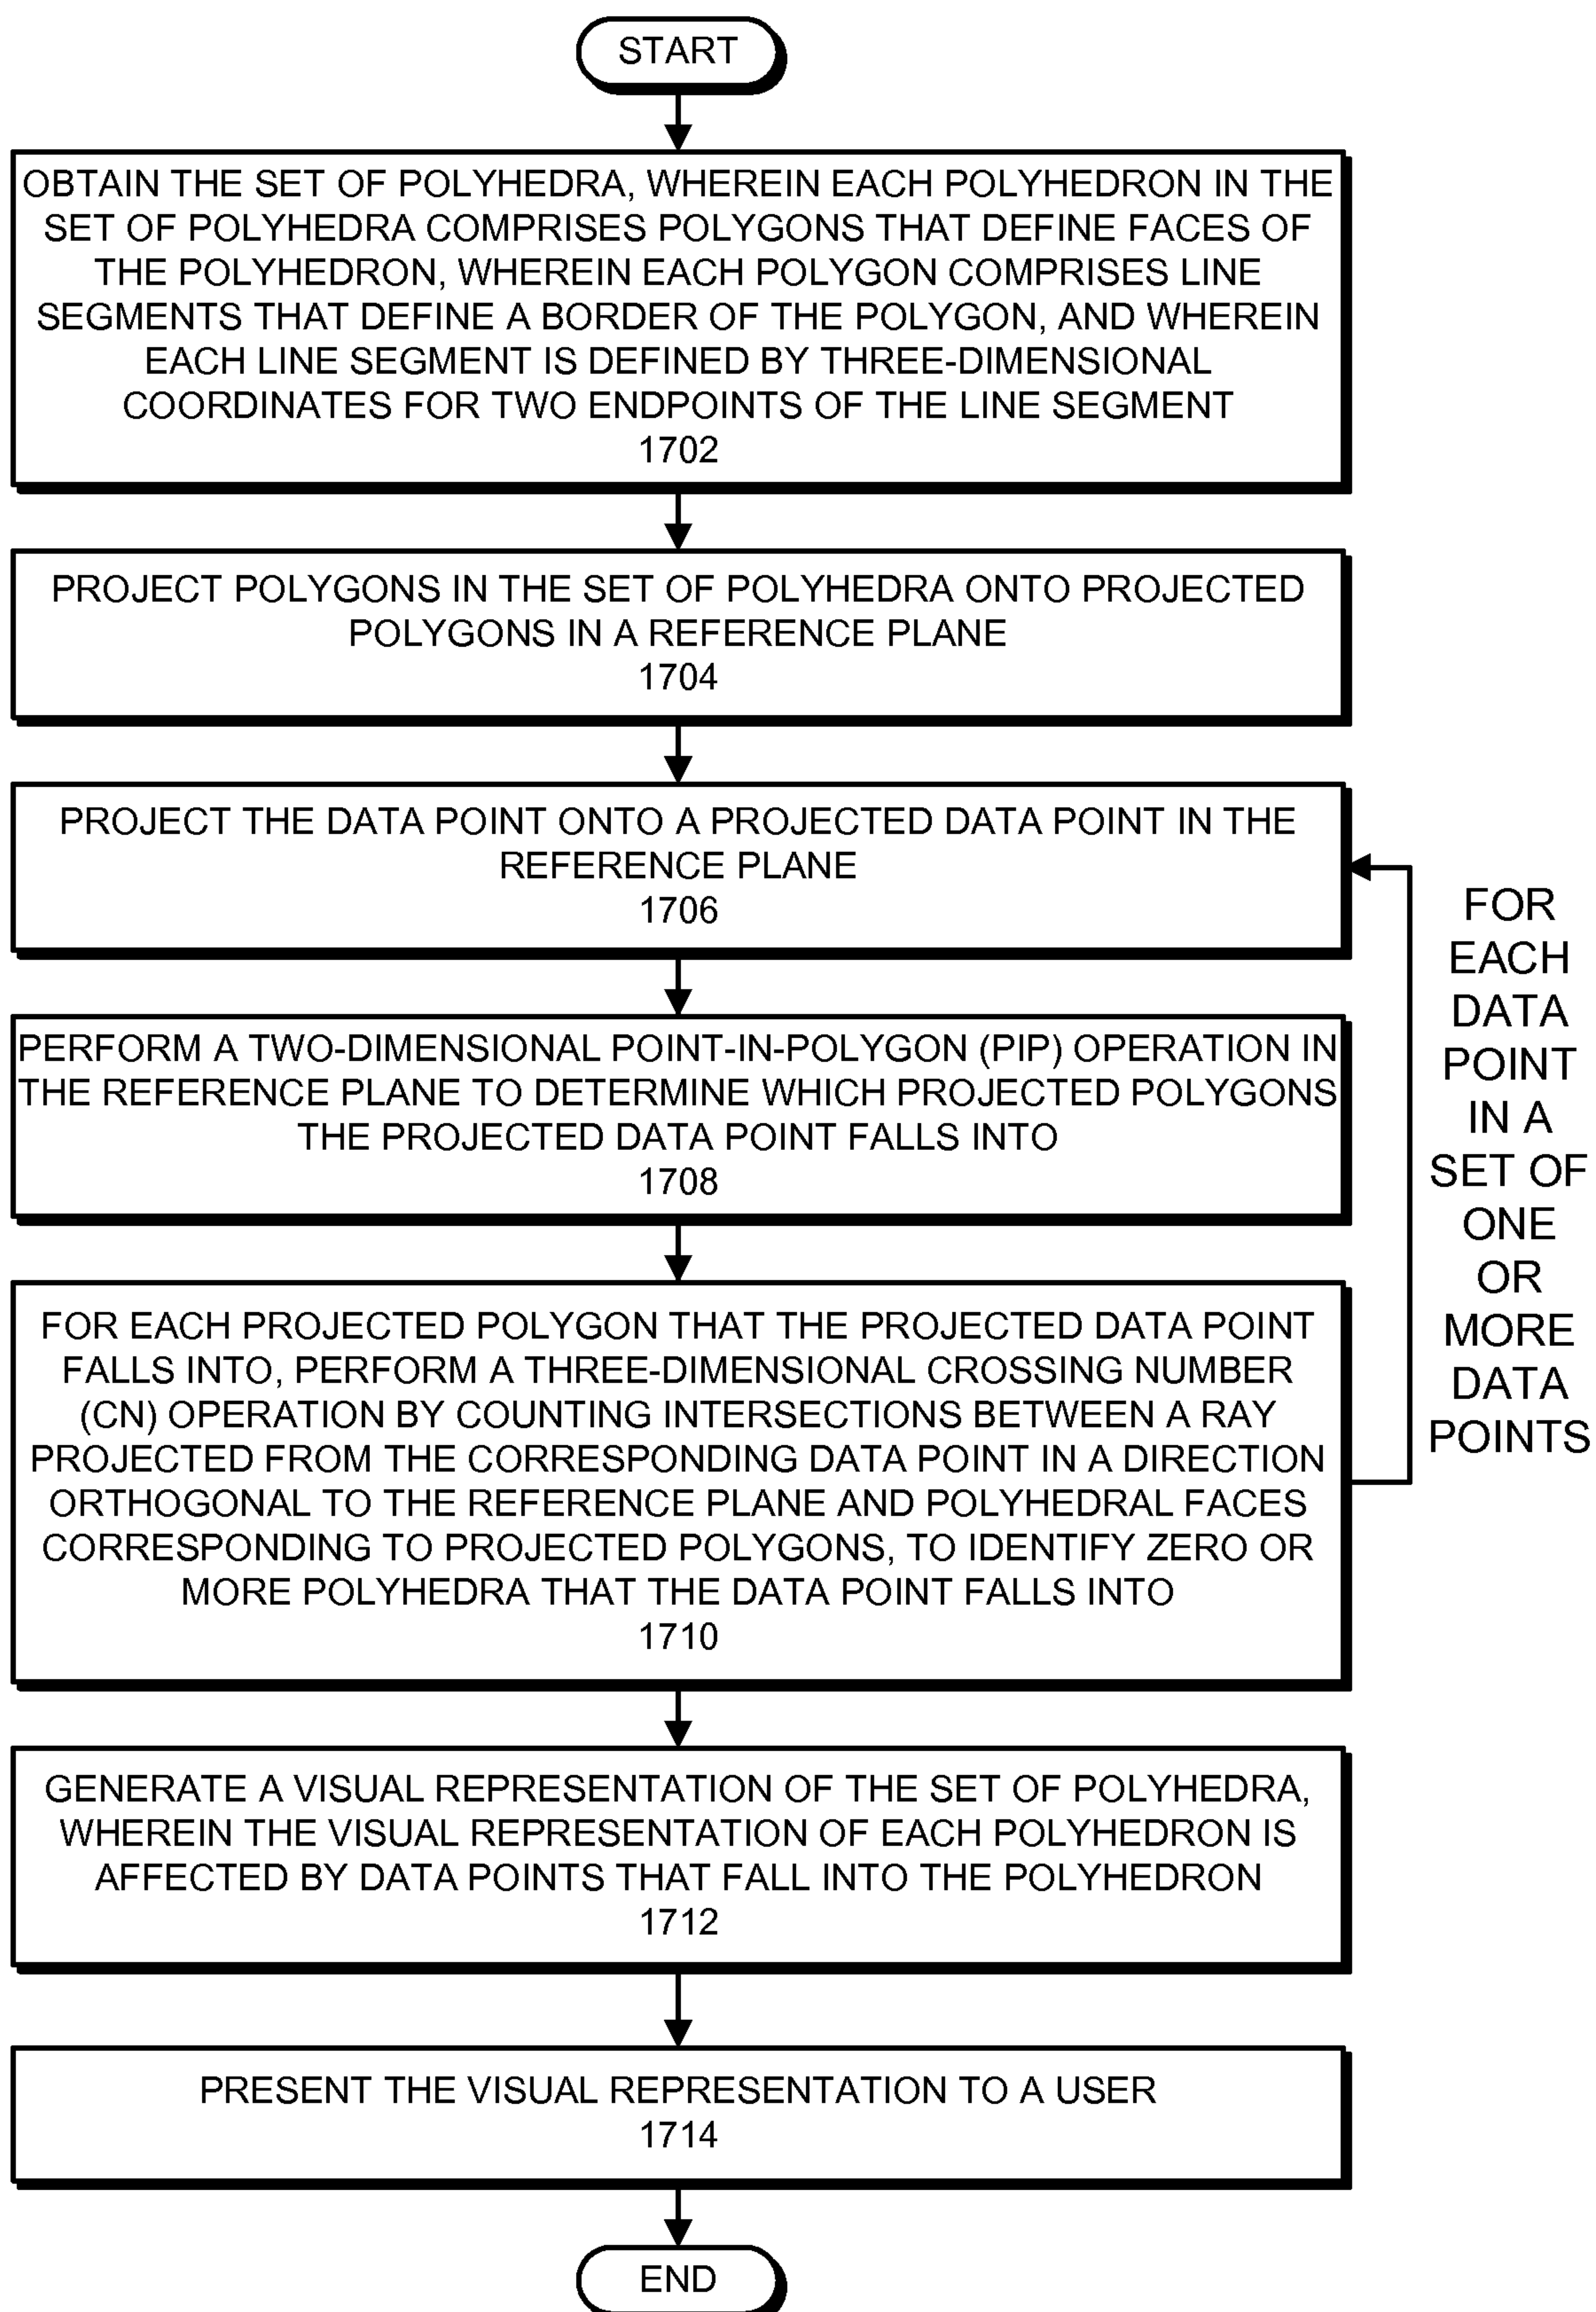 START
OBTAIN THE SET OF POLYHEDRA, WHEREIN EACH POLYHEDRON IN THE
SET OF POLYHEDRA COMPRISES POLYGONS THAT DEFINE FACES OF
THE POLYHEDRON, WHEREIN EACH POLYGON COMPRISES LINE
SEGMENTS THAT DEFINE A BORDER OF THE POLYGON, AND WHEREIN
EACH LINE SEGMENT IS DEFINED BY THREE-DIMENSIONAL
COORDINATES FOR TWO ENDPOINTS OF THE LINE SEGMENT
1702
PROJECT POLYGONS IN THE SET OF POLYHEDRA ONTO PROJECTED
POLYGONS IN A REFERENCE PLANE
1704
PROJECT THE DATA POINT ONTO A PROJECTED DATA POINT IN THE
REFERENCE PLANE
1706
PERFORM A TWO-DIMENSIONAL POINT-IN-POLYGON (PIP) OPERATION IN
THE REFERENCE PLANE TO DETERMINE WHICH PROJECTED POLYGONS
THE PROJECTED DATA POINT FALLS INTO
1708
FOR EACH PROJECTED POLYGON THAT THE PROJECTED DATA POINT
FALLS INTO, PERFORM A THREE-DIMENSIONAL CROSSING NUMBER
(CN) OPERATION BY COUNTING INTERSECTIONS BETWEEN A RAY
PROJECTED FROM THE CORRESPONDING DATA POINT IN A DIRECTION
ORTHOGONAL TO THE REFERENCE PLANE AND POLYHEDRAL FACES
CORRESPONDING TO PROJECTED POLYGONS, TO IDENTIFY ZERO OR
MORE POLYHEDRA THAT THE DATA POINT FALLS INTO
1710
FOR
EACH
DATA
POINT
IN A
SET OF
ONE
OR
MORE
DATA
POINTS
GENERATE A VISUAL REPRESENTATION OF THE SET OF POLYHEDRA,
WHEREIN THE VISUAL REPRESENTATION OF EACH POLYHEDRON IS
AFFECTED BY DATA POINTS THAT FALL INTO THE POLYHEDRON
1712
PRESENT THE VISUAL REPRESENTATION TO A USER
1714
END